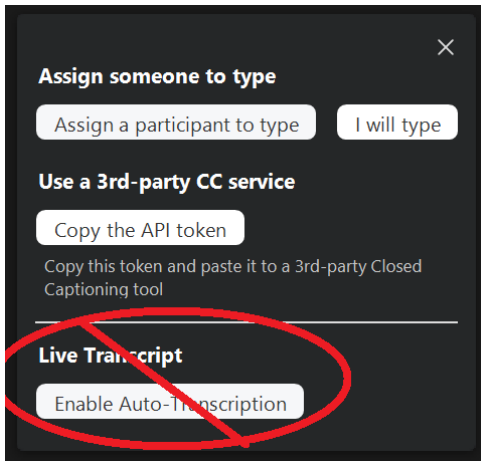 Assign someone to type
Assign a participant to type I will type
Use a 3rd-party CC service
Copy the API token
Copy this token and paste it to a 3rd-party Closed
Captioning tool
Live Transcript
Enable Auto-Transcription